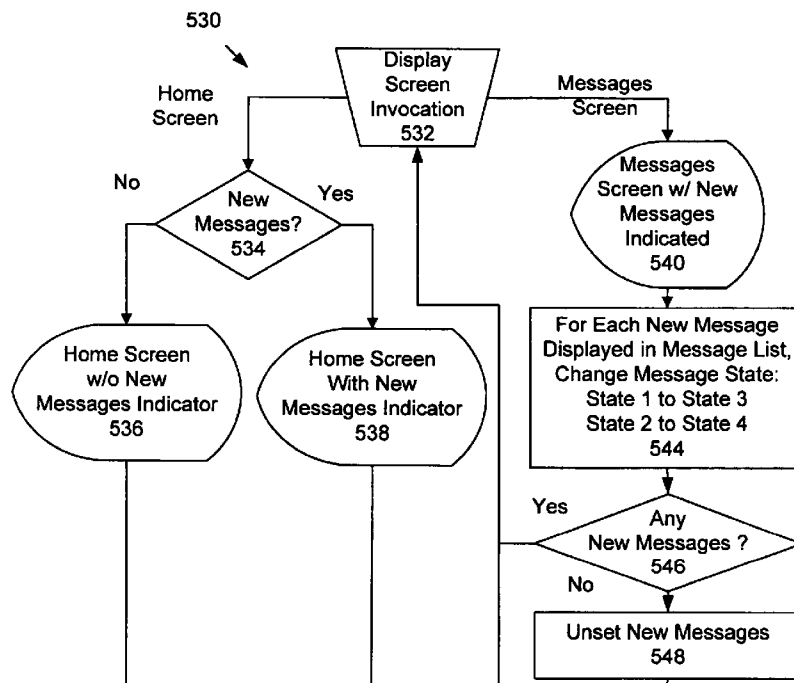 530
Display
Screen
Invocation
532
Home
Screen
Messages
Screen
No
Yes
New
Messages?
534
Messages
Screen w/ New
Messages
Indicated
540
Home Screen
w/o New
Messages Indicator
536
Home Screen
With New
Messages Indicator
538
For Each New Message
Displayed in Message List,
Change Message State:
State 1 to State 3
State 2 to State 4
544
Yes
Any
New Messages ?
546
No
Unset New Messages
548